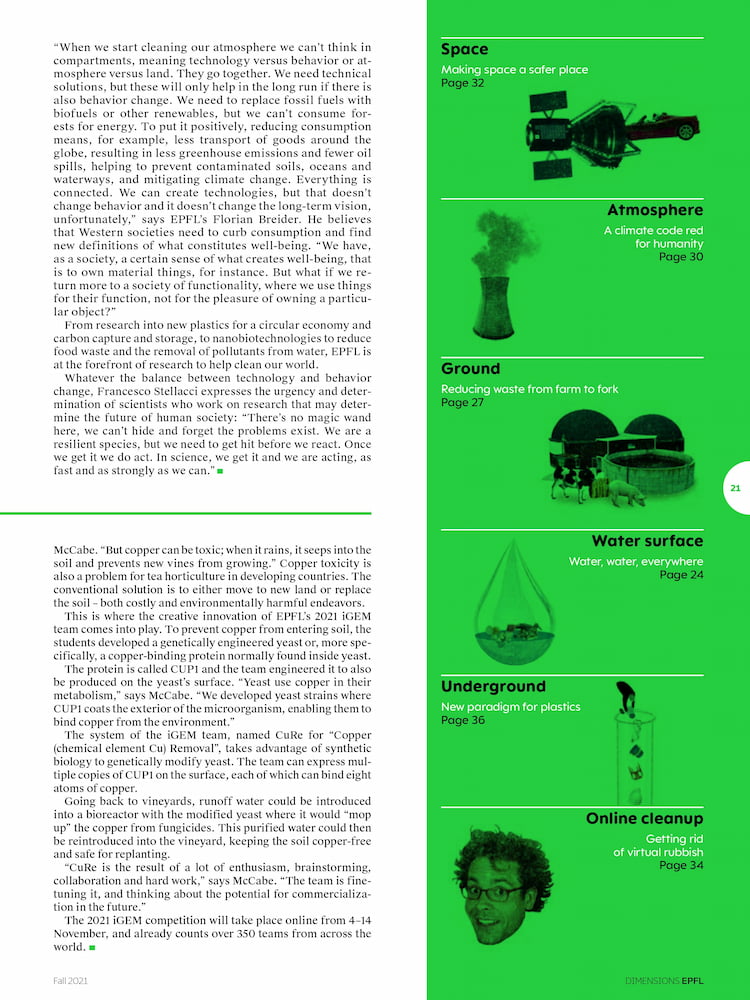 “When we start cleaning our atmosphere we can’t think in
compartments, meaning technology versus behavior or at-
mosphere versus land. They go together. We need technical
solutions, but these will only help in the long run if there is
also behavior change. We need to replace fossil fuels with
biofuels or other renewables, but we can’t consume for-
ests for energy. To put it positively, reducing consumption
means, for example, less transport of goods around the
globe, resulting in less greenhouse emissions and fewer oil
spills, helping to prevent contaminated soils, oceans and
waterways, and mitigating climate change. Everything is
connected. We can create technologies, but that doesn’t
change behavior and it doesn’t change the long-term vision,
unfortunately,” says EPFL’s Florian Breider. He believes
that Western societies need to curb consumption and find
new definitions of what constitutes well-being. “We have,
as a society, a certain sense of what creates well-being, that
is to own material things, for instance. But what if we re-
turn more to a society of functionality, where we use things
for their function, not for the pleasure of owning a particu-
lar object?”
From research into new plastics for a circular economy and
carbon capture and storage, to nanobiotechnologies to reduce
food waste and the removal of pollutants from water, EPFL is
at the forefront of research to help clean our world.
Whatever the balance between technology and behavior
change, Francesco Stellacci expresses the urgency and deter-
mination of scientists who work on research that may deter-
mine the future of human society: “There’s no magic wand
here, we can’t hide and forget the problems exist. We are a
resilient species, but we need to get hit before we react. Once
we get it we do act. In science, we get it and we are acting, as
fast and as strongly as we can.”
McCabe. “But copper can be toxic; when it rains, it seeps into the
soil and prevents new vines from growing.” Copper toxicity is
also a problem for tea horticulture in developing countries. The
conventional solution is to either move to new land or replace
the soil – both costly and environmentally harmful endeavors.
This is where the creative innovation of EPFL’s 2021 iGEM
team comes into play. To prevent copper from entering soil, the
students developed a genetically engineered yeast or, more spe-
cifically, a copper-binding protein normally found inside yeast.
The protein is called CUP1 and the team engineered it to also
be produced on the yeast’s surface. “Yeast use copper in their
metabolism,” says McCabe. “We developed yeast strains where
CUP1 coats the exterior of the microorganism, enabling them to
bind copper from the environment.”
The system of the iGEM team, named CuRe for “Copper
(chemical element Cu) Removal”, takes advantage of synthetic
biology to genetically modify yeast. The team can express mul-
tiple copies of CUP1 on the surface, each of which can bind eight
atoms of copper.
Going back to vineyards, runoff water could be introduced
into a bioreactor with the modified yeast where it would “mop
up” the copper from fungicides. This purified water could then
be reintroduced into the vineyard, keeping the soil copper-free
and safe for replanting.
“CuRe is the result of a lot of enthusiasm, brainstorming,
collaboration and hard work,” says McCabe. “The team is fine-
tuning it, and thinking about the potential for commercializa-
tion in the future.”
The 2021 iGEM competition will take place online from 4–14
November, and already counts over 350 teams from across the
world.
Fall 2021
Space
Making space a safer place
Page 32
Atmosphere
A climate code red
for humanity
Page 30
Ground
Reducing waste from farm to fork
Page 27
21
Water surface
Water, water, everywhere
Page 24
Underground
New paradigm for plastics
Page 36
Online cleanup
Getting rid
of virtual rubbish
Page 34
DIMENSIONS EPFL